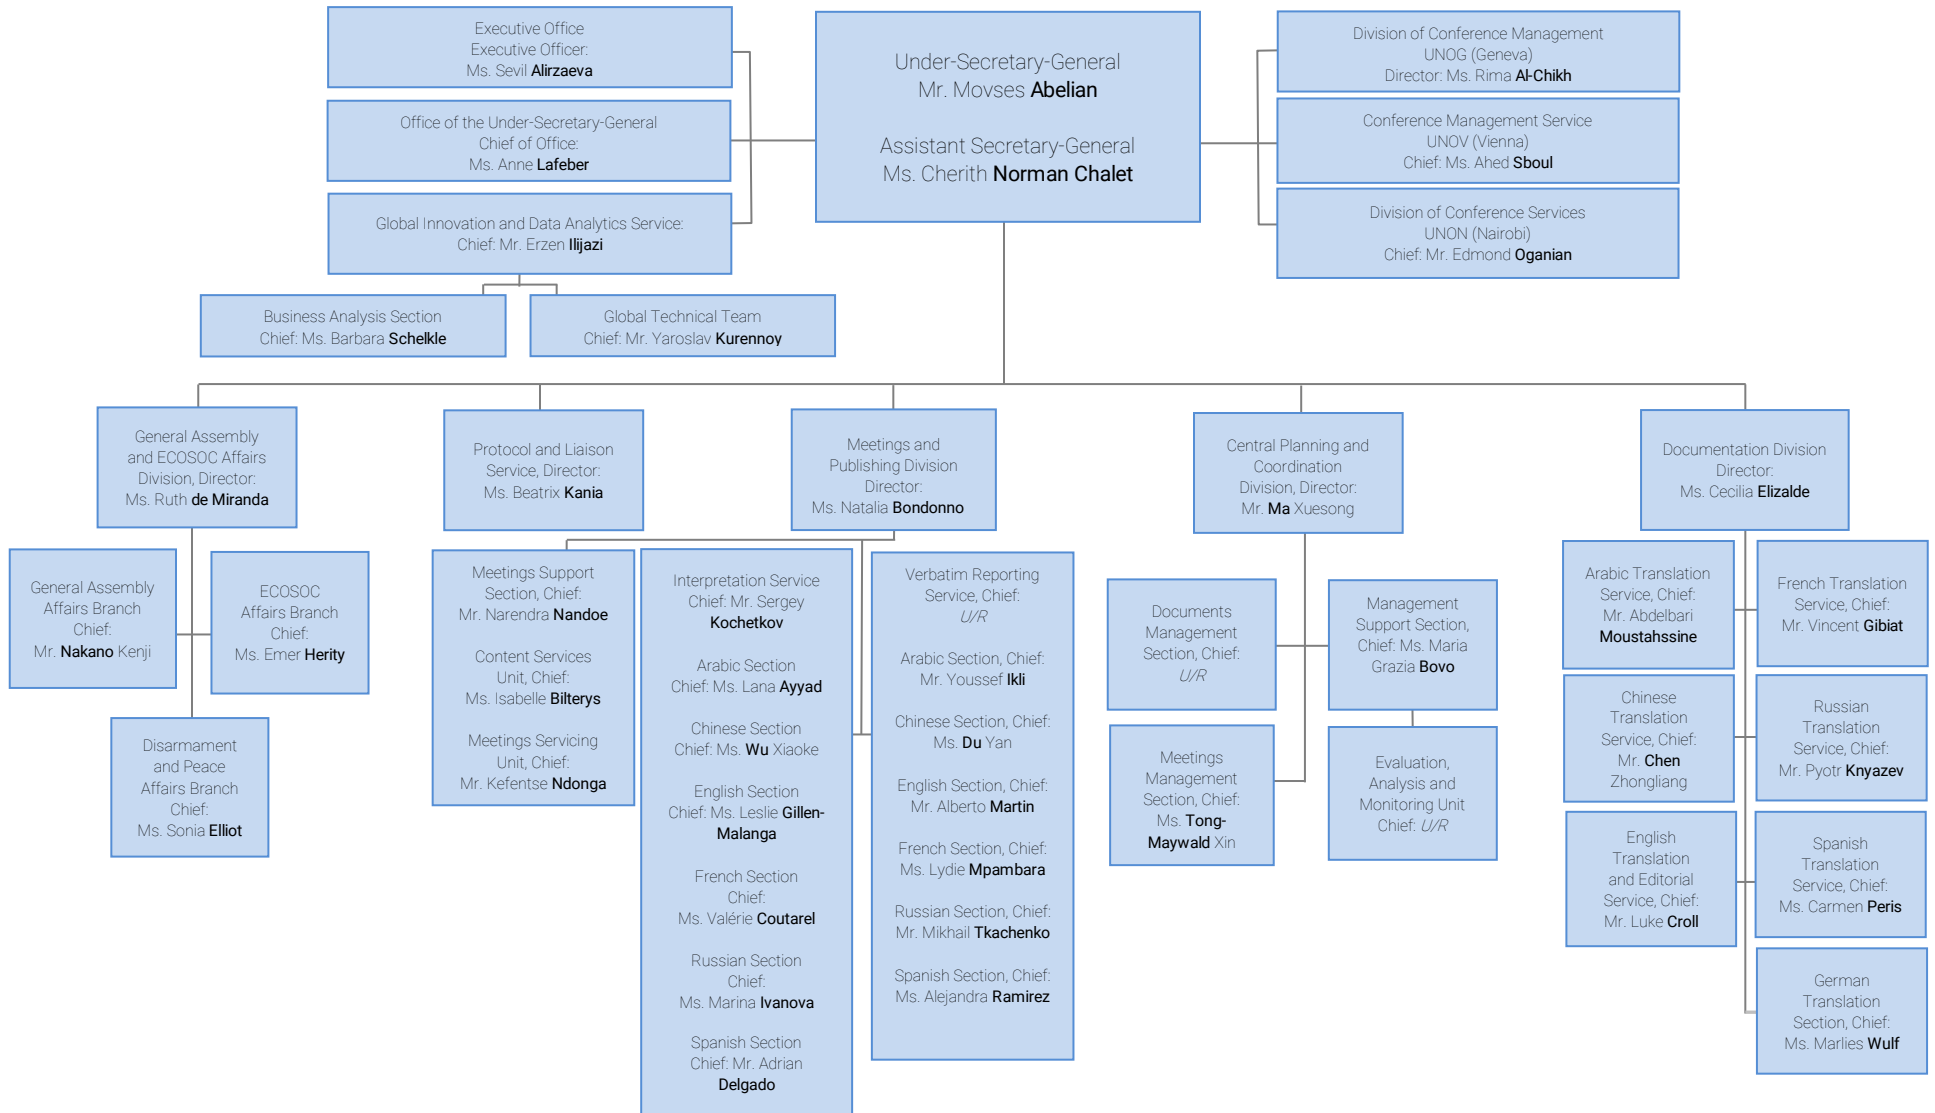 Executive Office
Executive Officer:
Ms. Sevil Alirzaeva
Office of the Under-Secretary-General
Chief of Office:
Ms. Anne Lafeber
Global Innovation and Data Analytics Service:
Chief: Mr. Erzen Ilijazi
Business Analysis Section
Chief: Ms. Barbara Schelkle
Global Technical Team
Chief: Mr. Yaroslav Kurennoy
Under-Secretary-General
Mr. Movses Abelian
Assistant Secretary-General
Ms. Cherith Norman Chalet
Division of Conference Management
UNOG (Geneva)
Director: Ms. Rima Al-Chikh
Conference Management Service
UNOV (Vienna)
Chief: Ms. Ahed Sboul
Division of Conference Services
UNON (Nairobi)
Chief: Mr. Edmond Oganian
General Assembly
and ECOSOC Affairs
Division, Director:
Ms. Ruth de Miranda
General Assembly
Affairs Branch
Chief:
Mr. Nakano Kenji
ECOSOC
Affairs Branch
Chief:
Ms. Emer Herity
Disarmament
and Peace
Affairs Branch
Chief:
Ms. Sonia Elliot
Protocol and Liaison
Service, Director:
Ms. Beatrix Kania
Meetings and
Publishing Division
Director:
Ms. Natalia Bondonno
Meetings Support
Section, Chief:
Mr. Narendra Nandoe
Content Services
Unit, Chief:
Ms. Isabelle Bilterys
Meetings Servicing
Unit, Chief:
Mr. Kefentse Ndonga
Interpretation Service
Chief: Mr. Sergey
Kochetkov
Arabic Section
Chief: Ms. Lana Ayyad
Chinese Section
Chief: Ms. Wu Xiaoke
English Section
Chief: Ms. Leslie Gillen-
Malanga
French Section
Chief:
Ms. Valérie Coutarel
Russian Section
Chief:
Ms. Marina Ivanova
Spanish Section
Chief: Mr. Adrian
Delgado
Verbatim Reporting
Service, Chief:
U/R
Arabic Section, Chief:
Mr. Youssef Ikli
Chinese Section, Chief:
Ms. Du Yan
English Section, Chief:
Mr. Alberto Martin
French Section, Chief:
Ms. Lydie Mpambara
Russian Section, Chief:
Mr. Mikhail Tkachenko
Spanish Section, Chief:
Ms. Alejandra Ramirez
Central Planning and
Coordination
Division, Director:
Mr. Ma Xuesong
Documents
Management
Section, Chief:
U/R
Management
Support Section,
Chief: Ms. Maria
Grazia Bovo
Meetings
Management
Section, Chief:
Ms. Tong-
Maywald Xin
Evaluation,
Analysis and
Monitoring Unit
Chief: U/R
Documentation Division
Director:
Ms. Cecilia Elizalde
Arabic Translation
Service, Chief:
Mr. Abdelbari
Moustahssine
French Translation
Service, Chief:
Mr. Vincent Gibiat
Chinese
Translation
Service, Chief:
Mr. Chen
Zhongliang
Russian
Translation
Service, Chief:
Mr. Pyotr Knyazev
English
Translation
and Editorial
Service, Chief:
Mr. Luke Croll
Spanish
Translation
Service, Chief:
Ms. Carmen Peris
German
Translation
Section, Chief:
Ms. Marlies Wulf